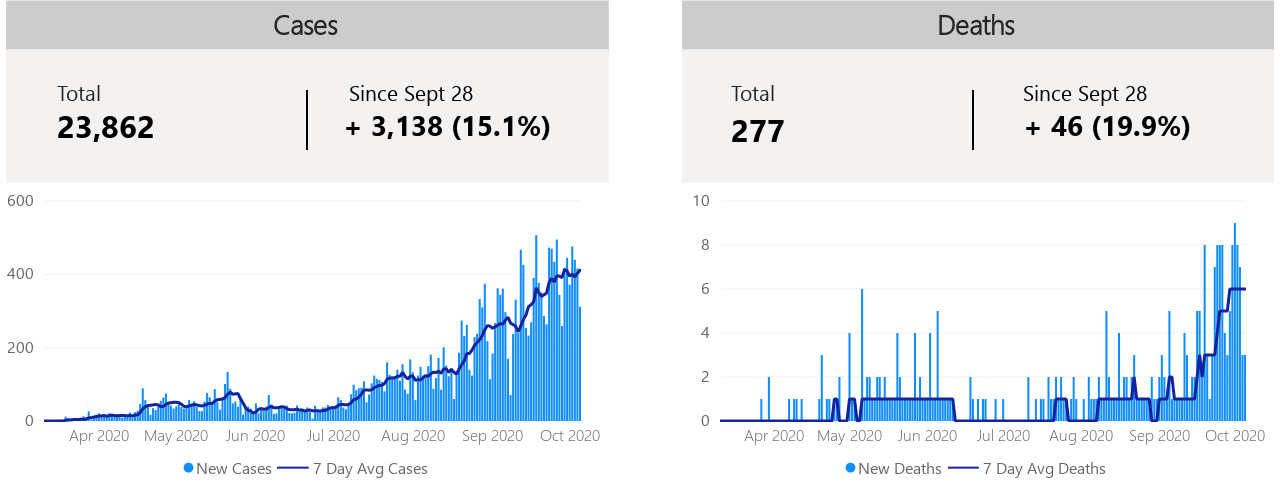 Cases
Total
23,862
Since Sept 28
+ 3,138 (15.1%)
600
400
200
0
Apr 2020 May 2020 Jun 2020 Jul 2020 Aug 2020 Sep 2020 Oct 2020
New Cases 7 Day Avg Cases
Deaths
Total
277
Since Sept 28
+ 46 (19.9%)
10
8
6
4
2
0
Apr 2020 May 2020 Jun 2020 Jul 2020 Aug 2020 Sep 2020 Oct 2020
New Deaths 7 Day Avg Deaths